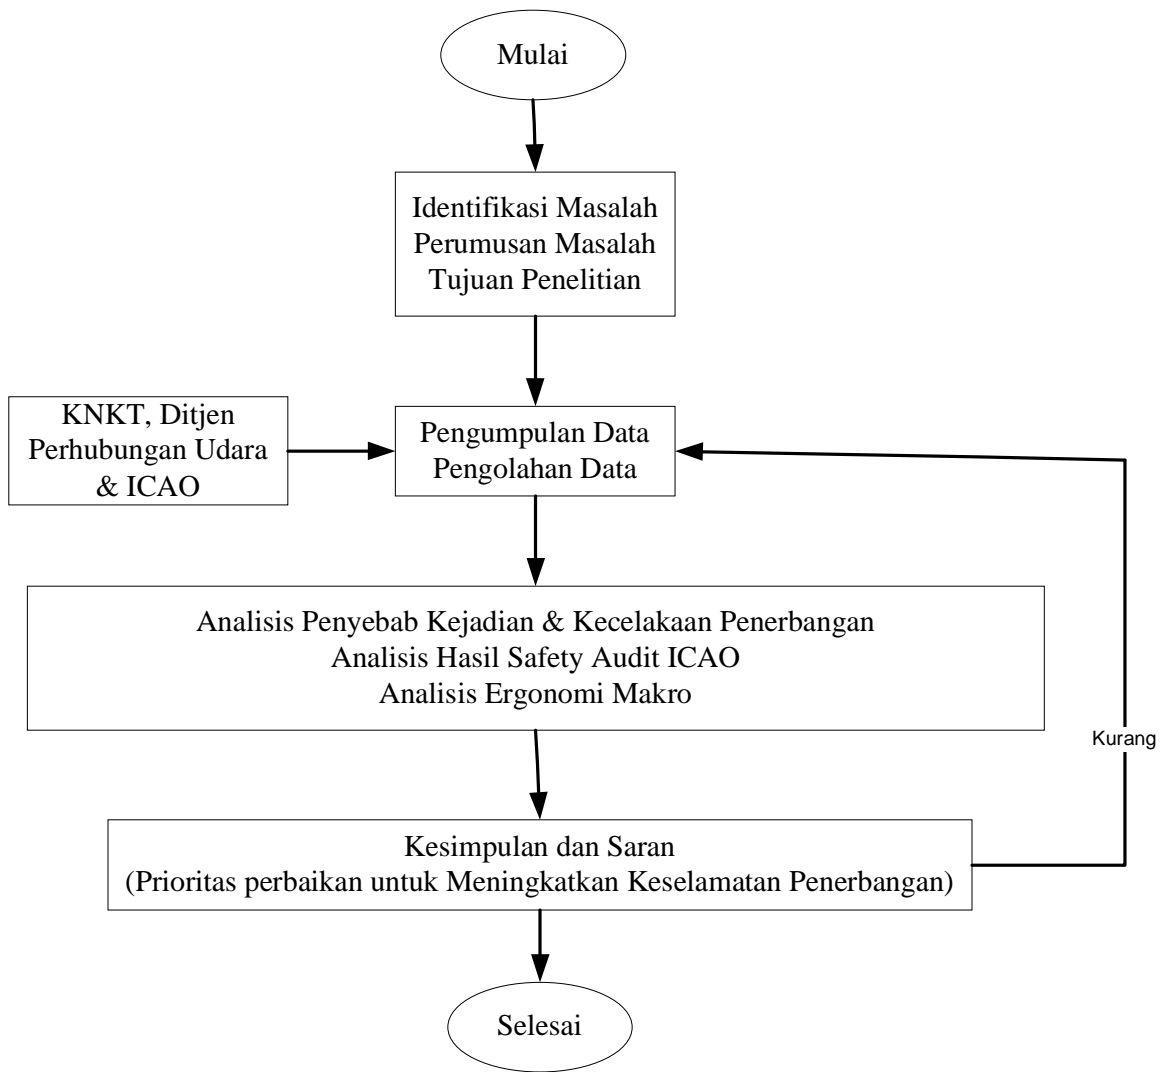 Mulai
Identifikasi Masalah
Perumusan Masalah
Tujuan Penelitian
KNKT, Ditjen
Perhubungan Udara
& ICAO
Pengumpulan Data
Pengolahan Data
Analisis Penyebab Kejadian & Kecelakaan Penerbangan
Analisis Hasil Safety Audit ICAO
Analisis Ergonomi Makro
Kurang
Kesimpulan dan Saran
(Prioritas perbaikan untuk Meningkatkan Keselamatan Penerbangan)
Selesai